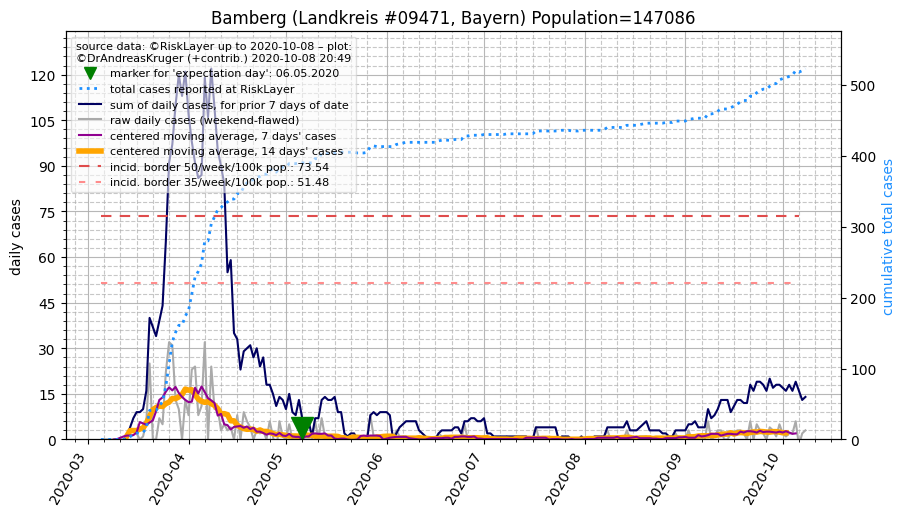 Bamberg (Landkreis #09471, Bayern) Population=147086
source data: ©RiskLayer up to 2020-10-08 – plot:
©DrAndreasKruger (+contrib.) 2020-10-08 20:49
marker for 'expectation day': 06.05.2020
total cases reported at RiskLayer
sum of daily cases, for prior 7 days of date
raw daily cases (weekend-flawed)
centered moving average, 7 days' cases
centered moving average, 14 days' cases
incid. border 50/week/100k pop.: 73.54
incid. border 35/week/100k pop.: 51.48
daily cases
120
105
90
75
60
45
30
15
0
cumulative total cases
500
400
300
200
100
0
2020-03
2020-04
2020-05
2020-06
2020-07
2020-08
2020-09
2020-10